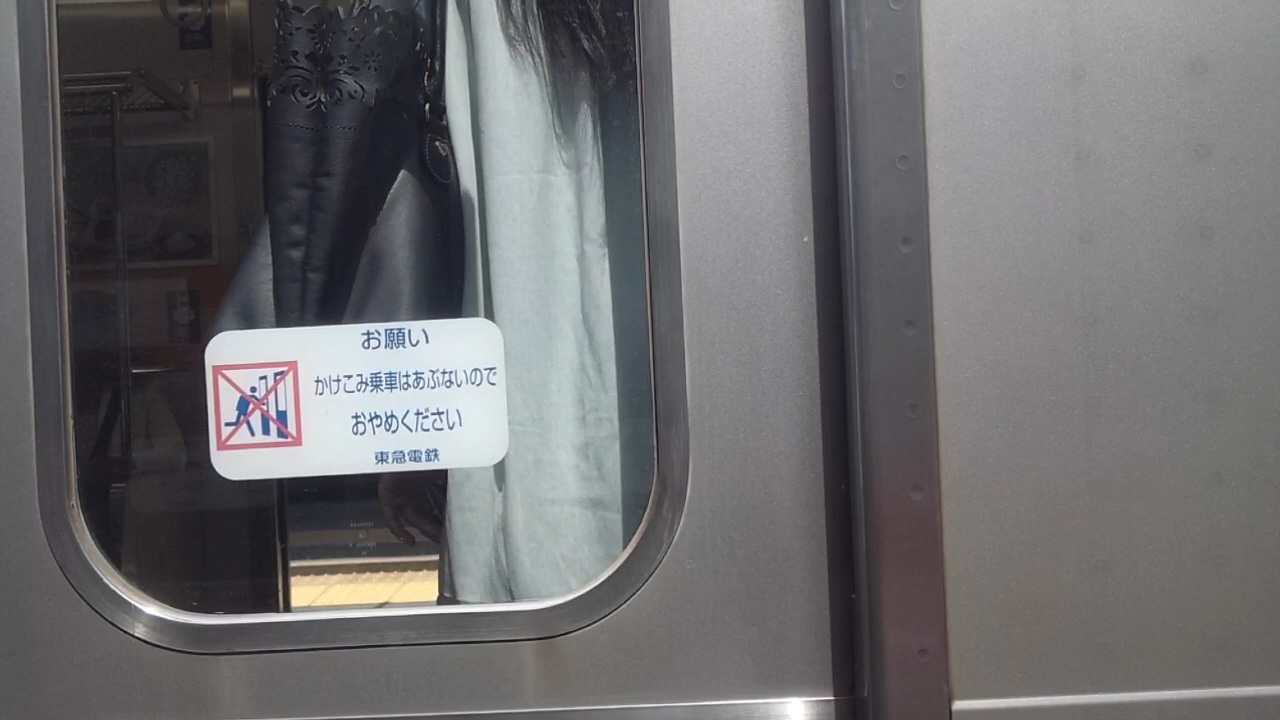 お願い
かけこみ乗車はあぶないので
おやめください
東急電鉄